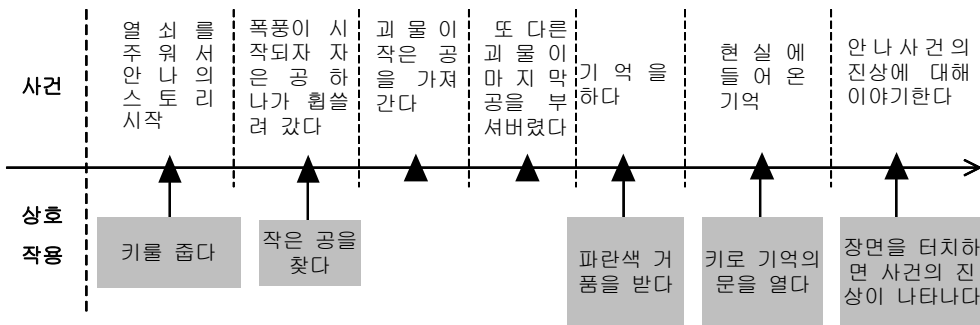 사건
열 쇠 를
주 워 서
안 나 의
스 토 리
시작
폭풍이 시
작되자 자
은 공 하
나가 휩쓸
려 갔다
괴 물 이
작은 공
을 가져
간다
또 다른
괴 물 이
마 지 막
공을 부
셔버렸다
기 억 을
하다
현 실 에
들 어 온
기억
안 나 사 건 의
진상에 대해
이야기한다
상호
작용
키룰 줍다
작은 공을
찾다
파란색 거
품을 받다
키로 기억의
문을 열다
장면을 터치하
면 사건의 진
상이 나타나다